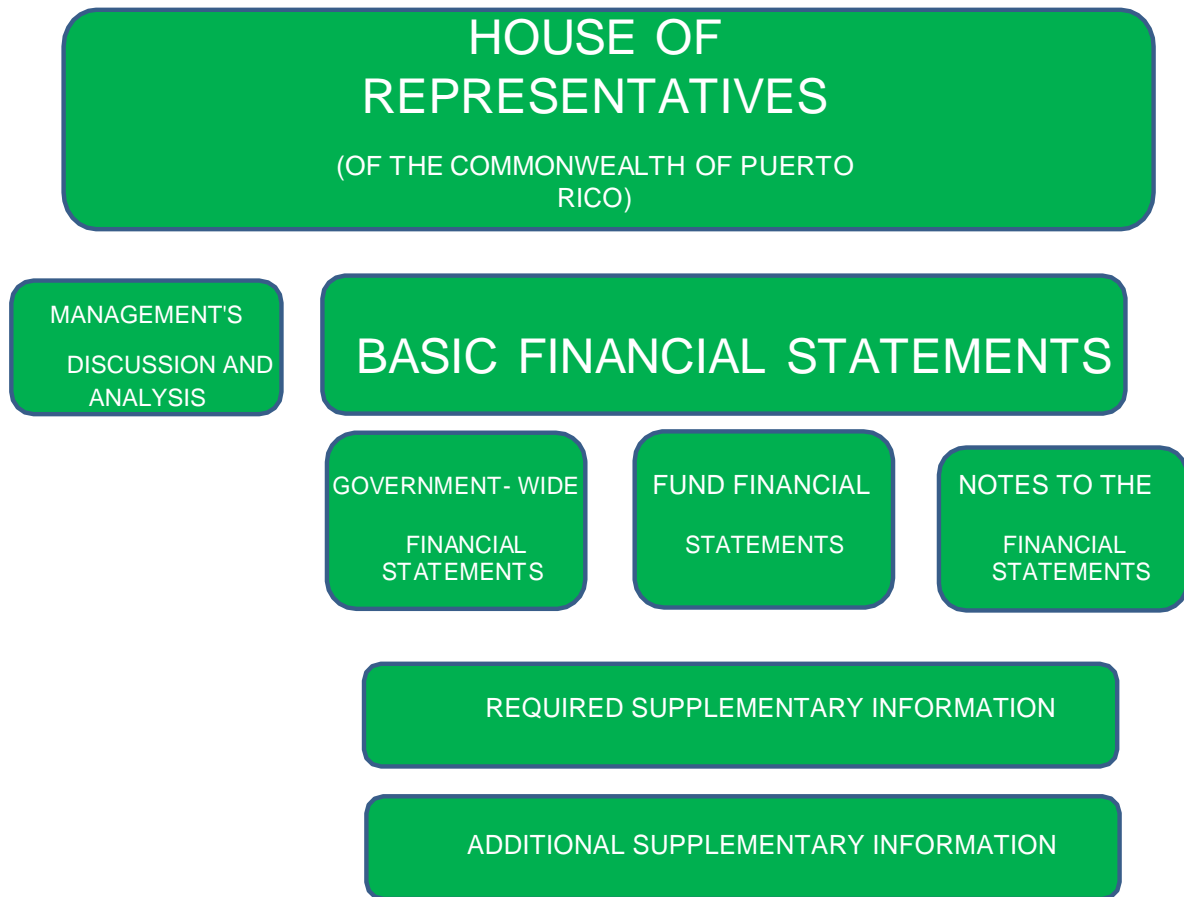 HOUSE OF
REPRESENTATIVES
(OF THE COMMONWEALTH OF PUERTO
RICO)
MANAGEMENT'S
DISCUSSION AND
ANALYSIS
BASIC FINANCIAL STATEMENTS
GOVERNMENT- WIDE
FINANCIAL
STATEMENTS
FUND FINANCIAL
STATEMENTS
NOTES TO THE
FINANCIAL
STATEMENTS
REQUIRED SUPPLEMENTARY INFORMATION
ADDITIONAL SUPPLEMENTARY INFORMATION